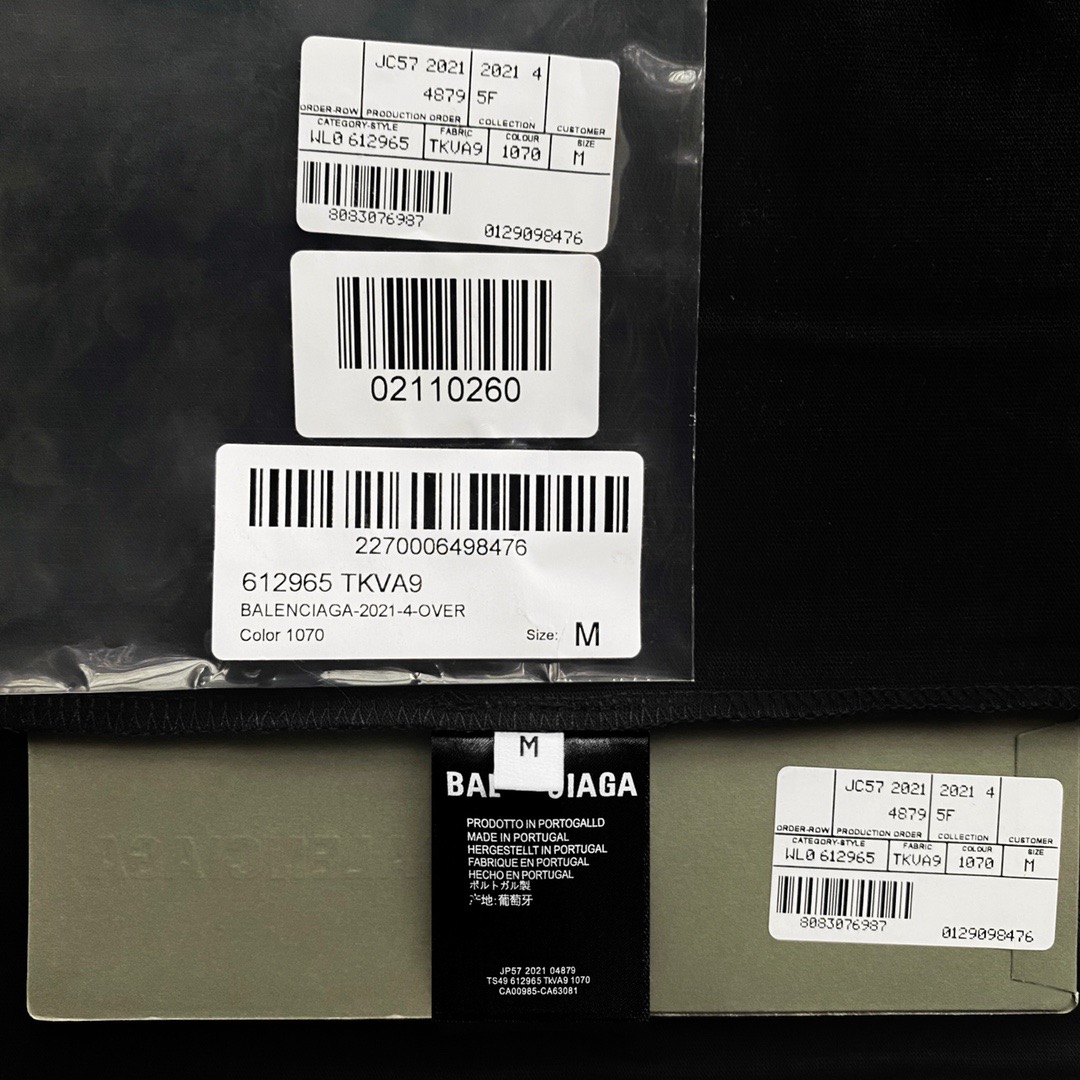 JC57 2021 2021 4
4879 5F
ORDER-ROW PRODUCTION ORDER COLLECTION CUSTOMER
CATEGORY-STYLE FABRIC COLOUR SIZE
WL0 612965 TKVA9 1070 M
8083076987
0129098476
02110260
2270006498476
612965 TKVA9
BALENCIAGA-2021-4-OVER
Color 1070 Size: M
M
BAL CIAGA
PRODOTTO IN PORTOGALLO
MADE IN PORTUGAL
HERGESTELLT IN PORTUGAL
FABRIQUE EN PORTUGAL
HECHO EN PORTUGAL
ポルトガル製
产地:葡萄牙
JP57 2021 04879
TS49 612965 TkVA9 1070
CA00985-CA63081
JC57 2021 2021 4
4879 5F
ORDER-ROW PRODUCTION ORDER COLLECTION CUSTOMER
CATEGORY-STYLE FABRIC COLOUR SIZE
WL0 612965 TKVA9 1070 M
8083076987
0129098476